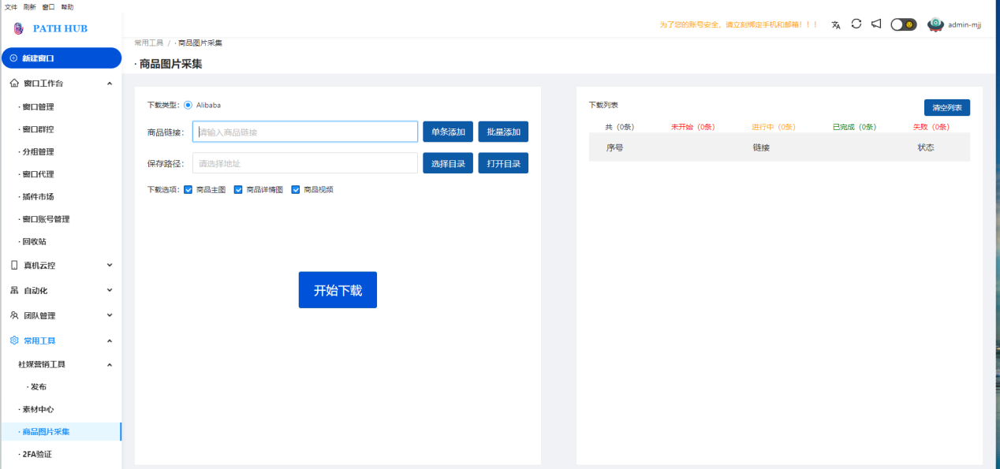 文件 刷新 窗口 帮助
PATH HUB
为了您的账号安全，请立刻绑定手机和邮箱！！！
admin-mjj
新建窗口
窗口工作台
· 窗口管理
· 窗口群控
· 分组管理
· 窗口代理
· 插件市场
· 窗口账号管理
· 回收站
真机云控
自动化
团队管理
常用工具
社媒营销工具
· 发布
· 素材中心
· 商品图片采集
· 2FA验证
常用工具 / · 商品图片采集
· 商品图片采集
下载类型： Alibaba
商品链接： 请输入商品链接 单条添加 批量添加
保存路径： 请选择地址 选择目录 打开目录
下载选项： 商品主图 商品详情图 商品视频
开始下载
下载列表 清空列表
共（0条） 未开始（0条） 进行中（0条） 已完成（0条） 失败（0条）
序号 链接 状态